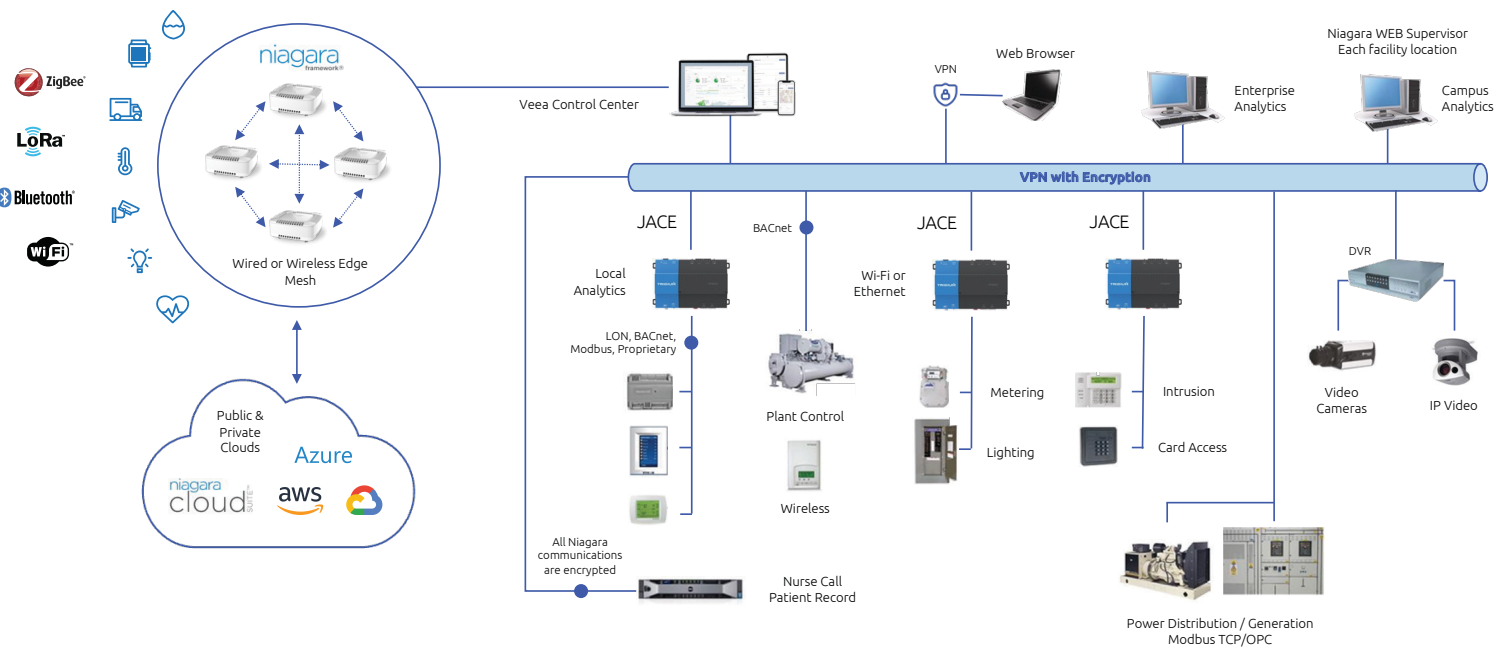 niagara
framework®
ZigBee®
LoRa™
Bluetooth®
WiFi™
Wired or Wireless Edge
Mesh
Public &
Private
Clouds
Azure
niagara
cloud SUITE™
aws
Veea Control Center
VPN
Web Browser
Enterprise
Analytics
Niagara WEB Supervisor
Each facility location
Campus
Analytics
VPN with Encryption
JACE
BACnet
JACE
JACE
DVR
Local
Analytics
Wi-Fi or
Ethernet
LON, BACnet,
Modbus, Proprietary
Plant Control
Wireless
Metering
Lighting
Intrusion
Card Access
Video
Cameras
IP Video
All Niagara
communications
are encrypted
Nurse Call
Patient Record
Power Distribution / Generation
Modbus TCP/OPC